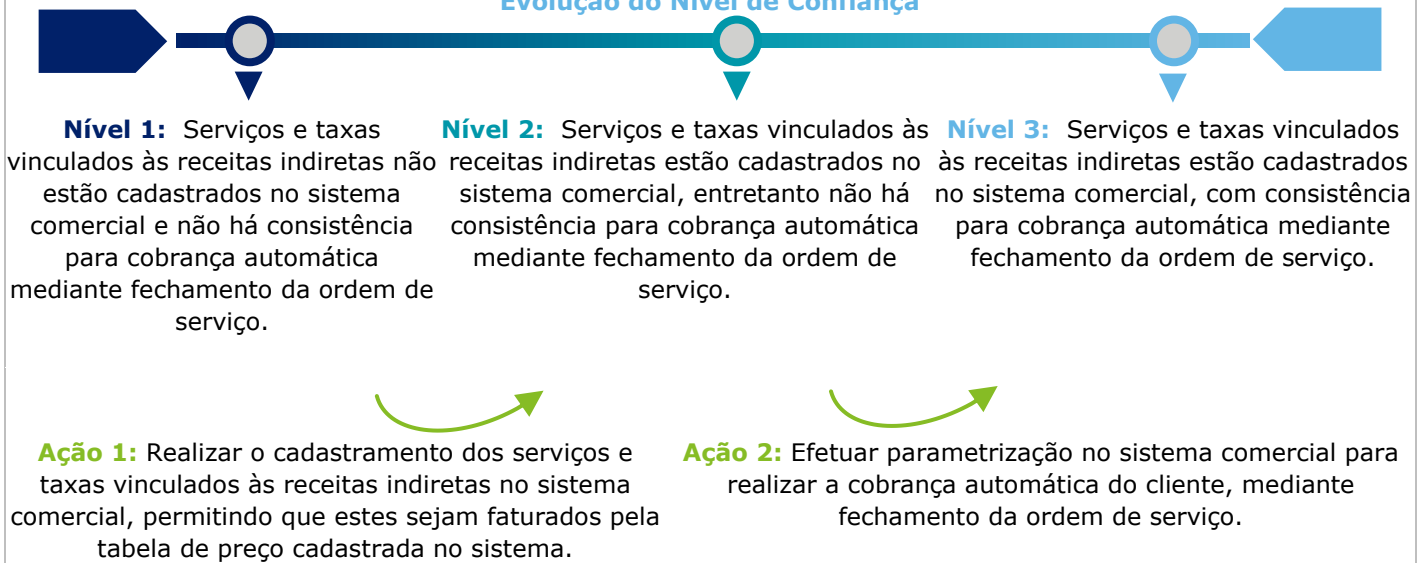 Evolução do Nível de Confiança
Nível 1: Serviços e taxas
vinculados às receitas indiretas não
estão cadastrados no sistema
comercial e não há consistência
para cobrança automática
mediante fechamento da ordem de
serviço.
Nível 2: Serviços e taxas vinculados às
receitas indiretas estão cadastrados no
sistema comercial, entretanto não há
consistência para cobrança automática
mediante fechamento da ordem de
serviço.
Nível 3: Serviços e taxas vinculados
às receitas indiretas estão cadastrados
no sistema comercial, com consistência
para cobrança automática mediante
fechamento da ordem de serviço.
Ação 1: Realizar o cadastramento dos serviços e
taxas vinculados às receitas indiretas no sistema
comercial, permitindo que estes sejam faturados pela
tabela de preço cadastrada no sistema.
Ação 2: Efetuar parametrização no sistema comercial para
realizar a cobrança automática do cliente, mediante
fechamento da ordem de serviço.